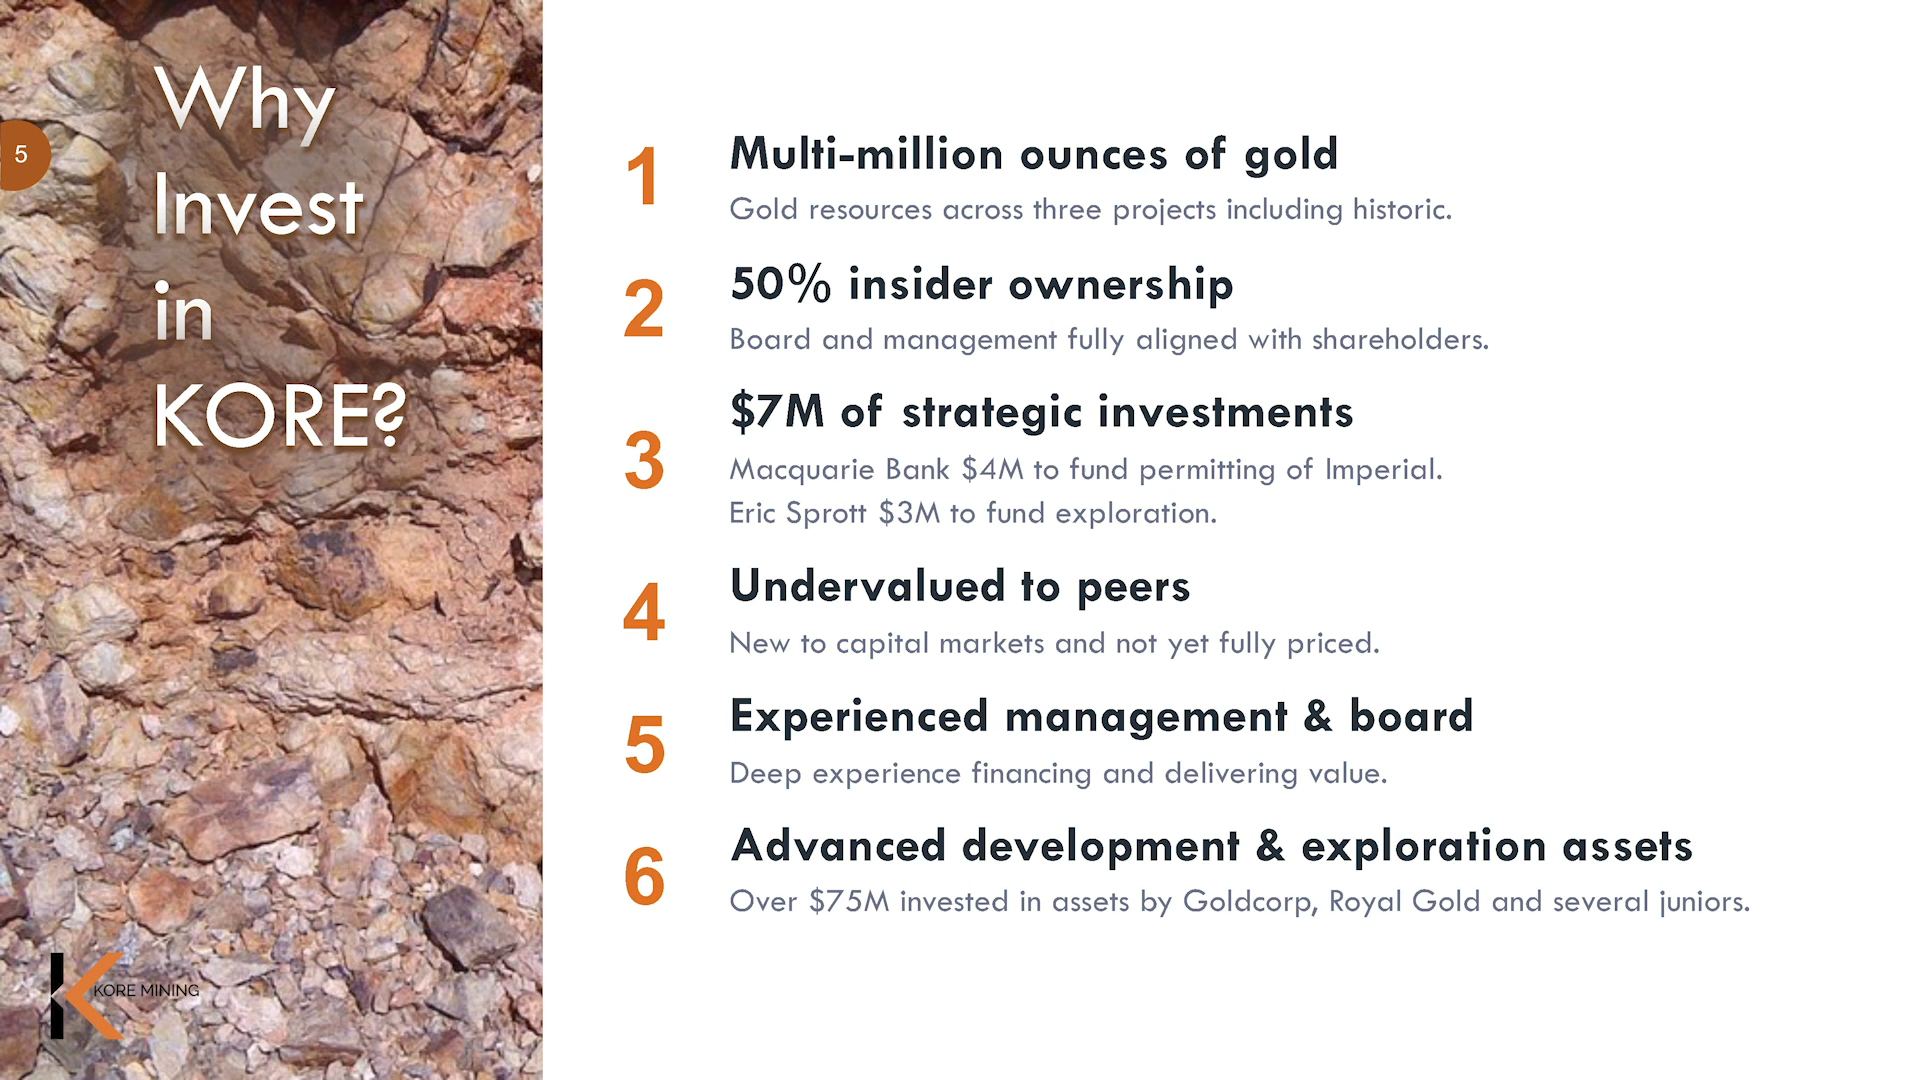 Why
Invest
in
KORE?
5
1
Multi-million ounces of gold
Gold resources across three projects including historic.
2
50% insider ownership
Board and management fully aligned with shareholders.
3
$7M of strategic investments
Macquarie Bank $4M to fund permitting of Imperial.
Eric Sprott $3M to fund exploration.
4
Undervalued to peers
New to capital markets and not yet fully priced.
5
Experienced management & board
Deep experience financing and delivering value.
6
Advanced development & exploration assets
Over $75M invested in assets by Goldcorp, Royal Gold and several juniors.
KORE MINING